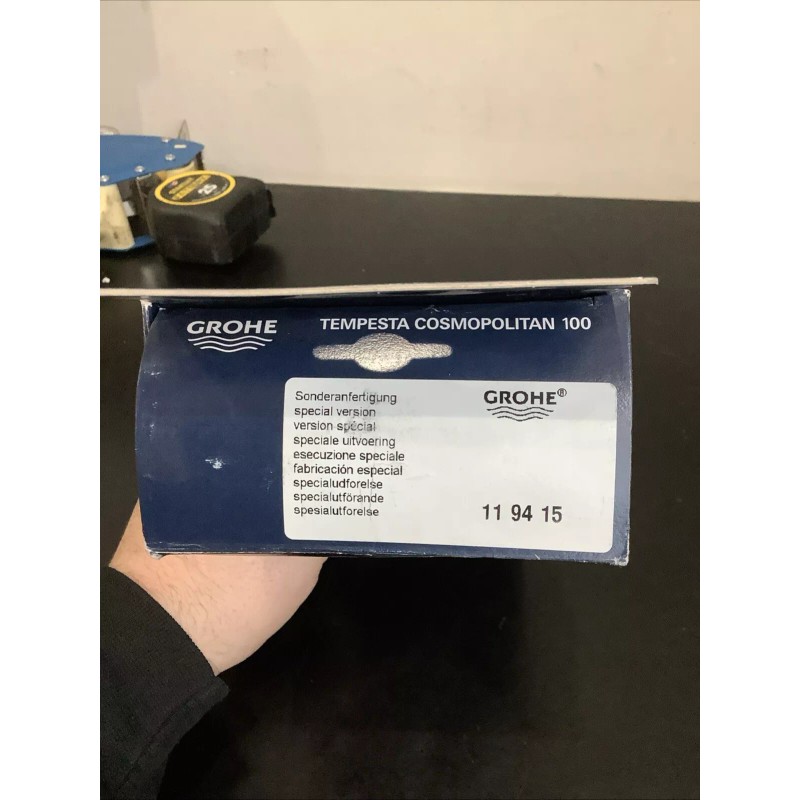 25
GROHE
TEMPESTA COSMOPOLITAN 100
Sonderanfertigung
special version
version spécial
speciale uitvoering
esecuzione speciale
fabricación especial
specialudforelse
specialutförande
spesialutforelse
GROHE®
11 94 15